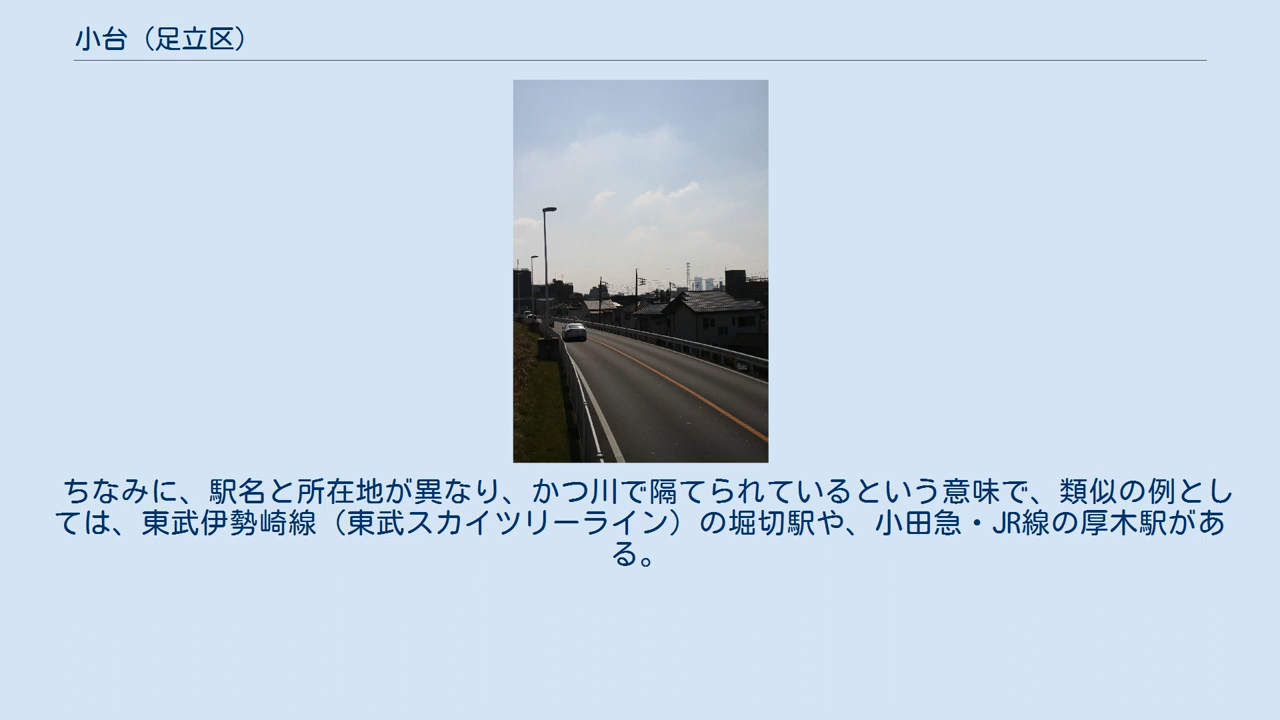 小台（足立区）
ちなみに、駅名と所在地が異なり、かつ川で隔てられているという意味で、類似の例とし
ては、東武伊勢崎線（東武スカイツリーライン）の堀切駅や、小田急・JR線の厚木駅があ
る。